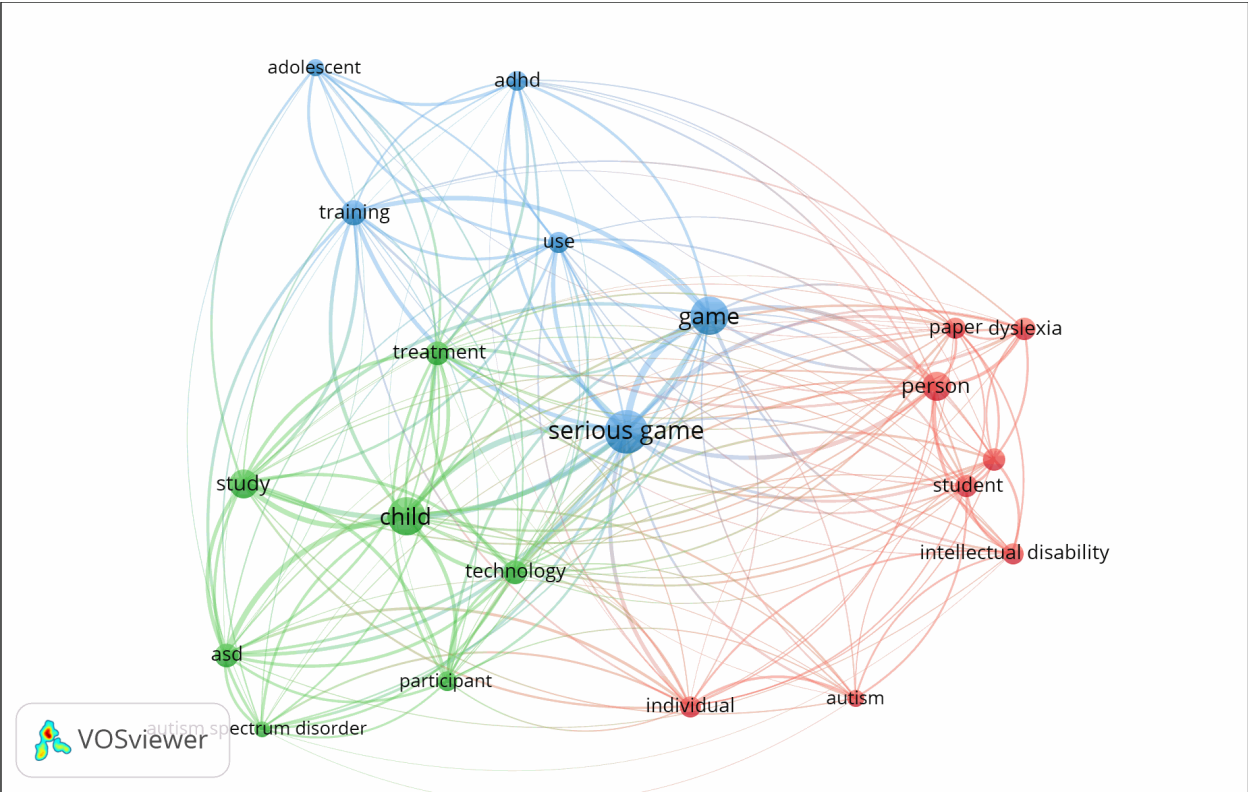 adolescent
adhd
training
use
game
paper
dyslexia
treatment
person
serious game
study
student
child
intellectual disability
technology
asd
participant
individual
autism
autism spectrum disorder
VOSviewer